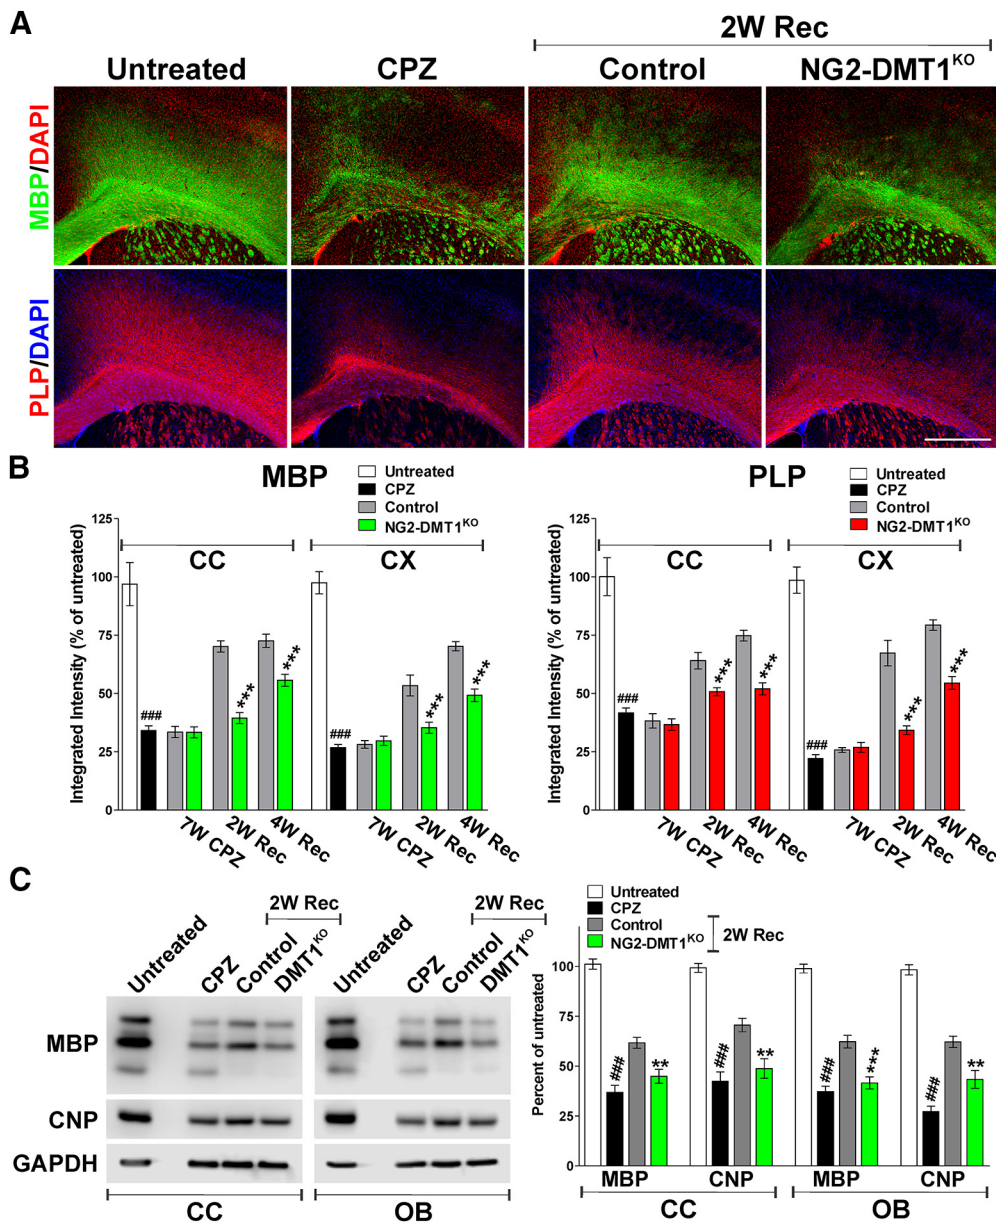 A
2W Rec
Untreated
CPZ
Control
NG2-DMT1KO
MBP/DAPI
PLP/DAPI
B
MBP
Untreated
CPZ
Control
NG2-DMT1KO
PLP
Untreated
CPZ
Control
NG2-DMT1KO
Integrated Intensity (% of untreated)
125
100
75
50
25
0
CC
CX
###
***
***
###
***
***
7W CPZ
2W Rec
4W Rec
7W CPZ
2W Rec
4W Rec
Integrated Intensity (% of untreated)
125
100
75
50
25
0
CC
CX
###
***
***
###
***
***
7W CPZ
2W Rec
4W Rec
7W CPZ
2W Rec
4W Rec
C
2W Rec
2W Rec
Untreated
CPZ
Control
DMT1KO
Untreated
CPZ
Control
DMT1KO
MBP
CNP
GAPDH
CC
OB
Untreated
CPZ
Control
NG2-DMT1KO
2W Rec
Percent of untreated
100
75
50
25
0
###
**
###
**
###
***
###
**
MBP
CNP
MBP
CNP
CC
OB